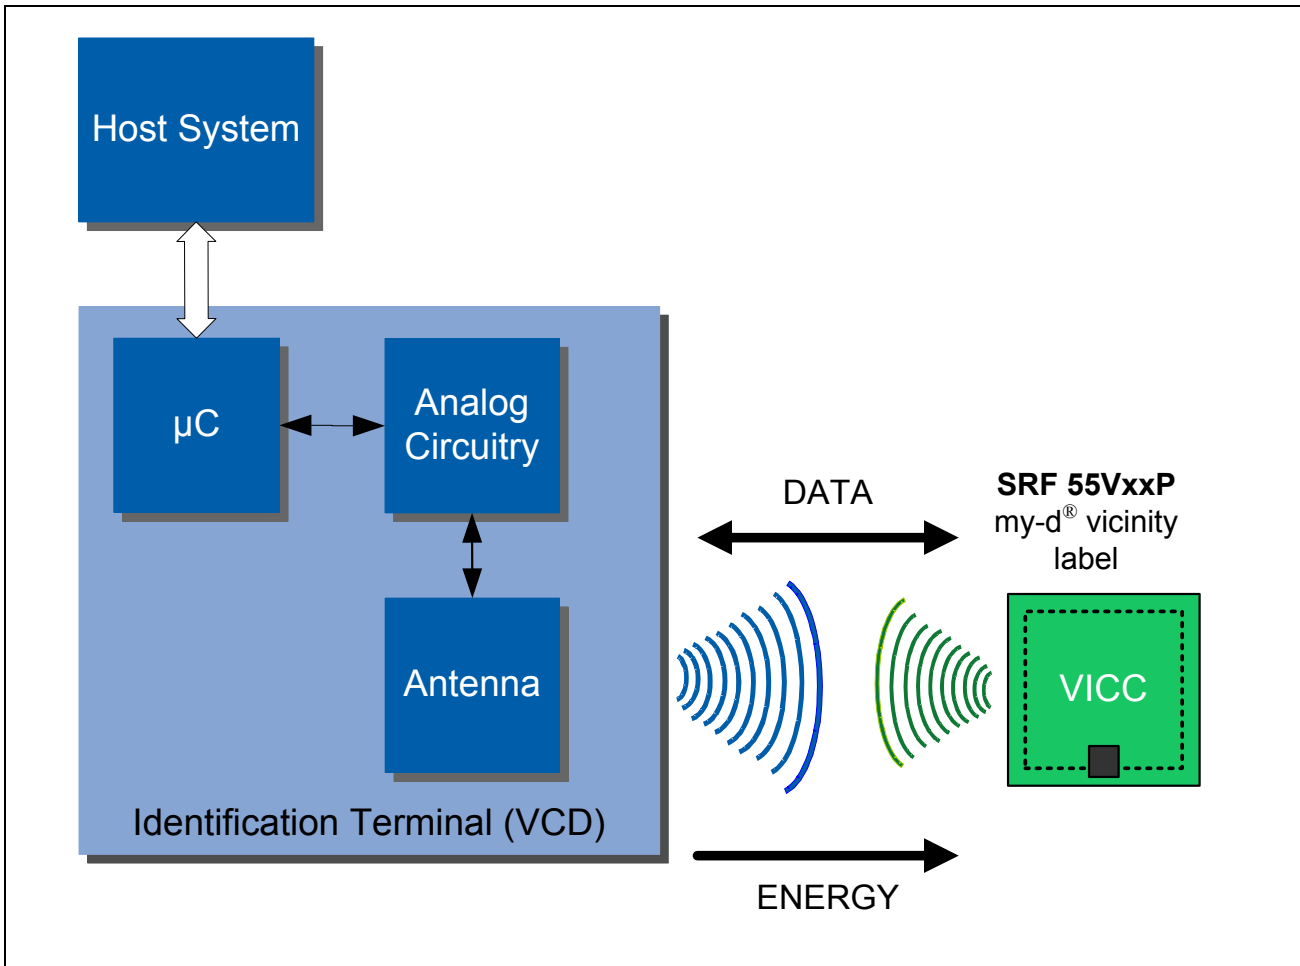 Host System
µC
Analog
Circuitry
Antenna
Identification Terminal (VCD)
DATA
ENERGY
SRF 55VxxP
my-d® vicinity
label
VICC